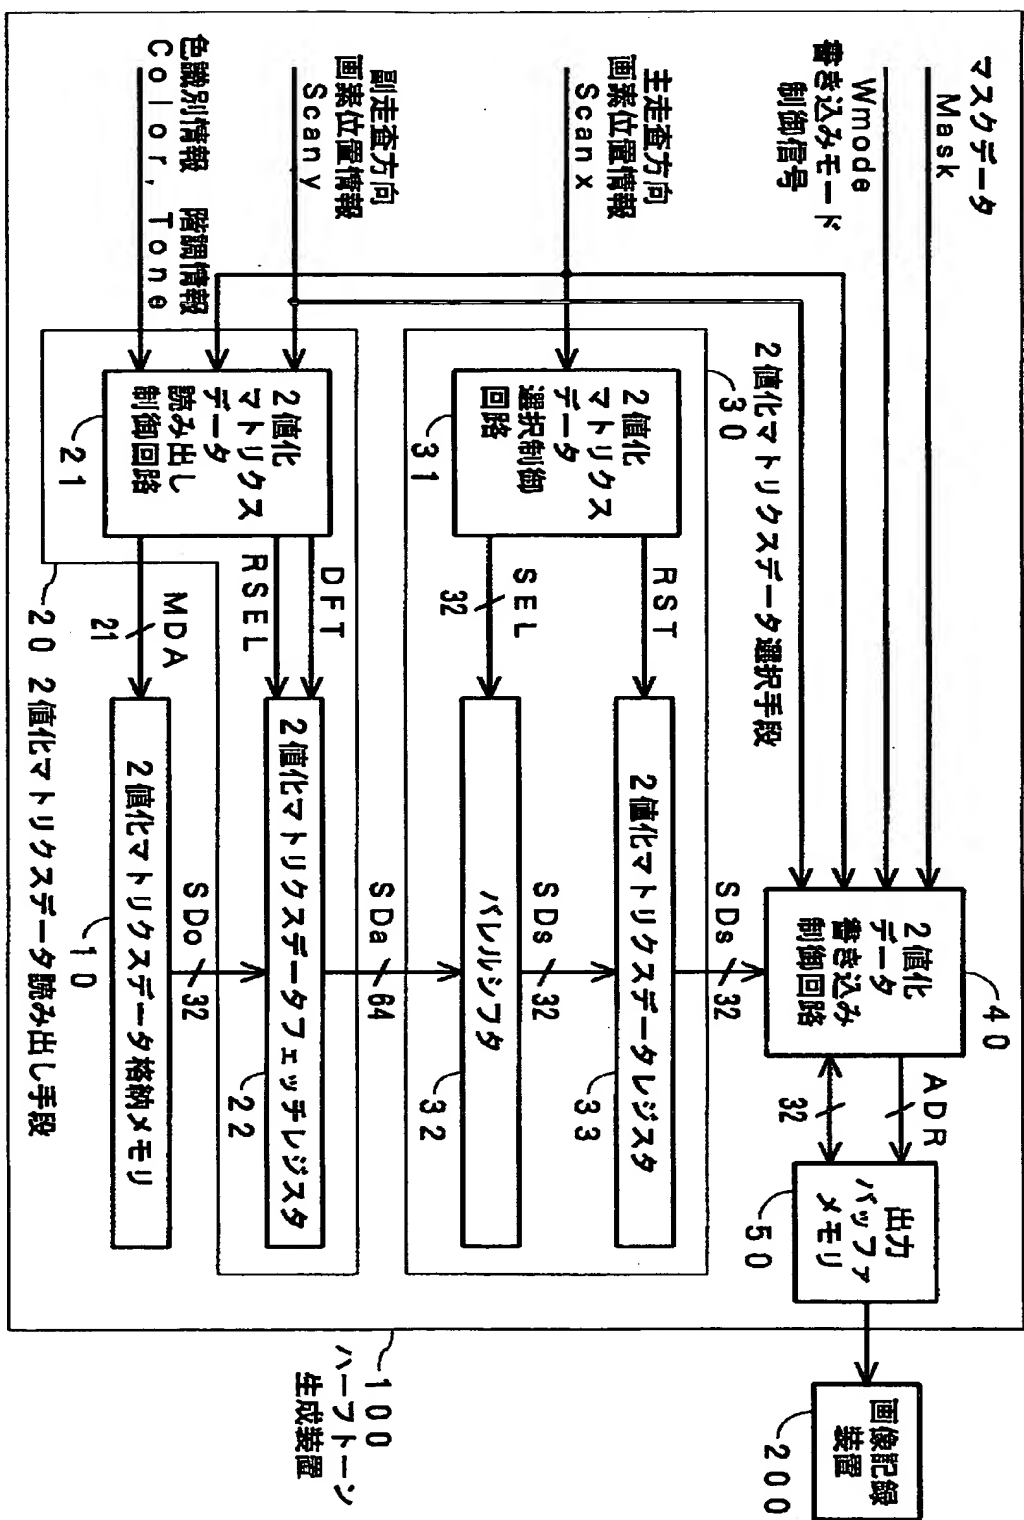 マスクデータ
Mask
Wmode
書き込みモード
制御信号
主走査方向
画素位置情報
Scanx
副走査方向
画素位置情報
Scany
色識別情報 階調情報
Color, Tone
2値化マトリクスデータ選択手段
30
2値化
マトリクス
データ
選択制御
回路
31
RST
SEL
32
2値化
マトリクス
データ
読み出し
制御回路
21
DFT
RSEL
MDA
21
20 2値化マトリクスデータ読み出し手段
2値化
データ
書き込み
制御回路
40
ADR
32
出力
バッファ
メモリ
50
画像記録
装置
200
SDs
32
2値化マトリクスデータレジスタ
33
SDs
32
バレルシフタ
32
SDa
64
2値化マトリクスデータフェッチレジスタ
22
SDo
32
2値化マトリクスデータ格納メモリ
10
100
ハーフトーン
生成装置